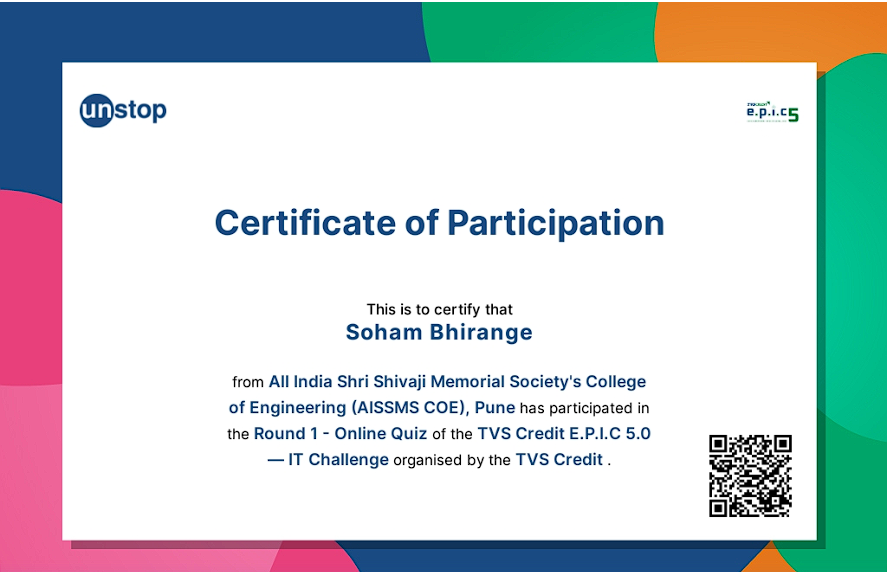 unstop
e.p.i.c5
Certificate of Participation
This is to certify that
Soham Bhirange
from All India Shri Shivaji Memorial Society's College
of Engineering (AISSMS COE), Pune has participated in
the Round 1 - Online Quiz of the TVS Credit E.P.I.C 5.0
— IT Challenge organised by the TVS Credit .